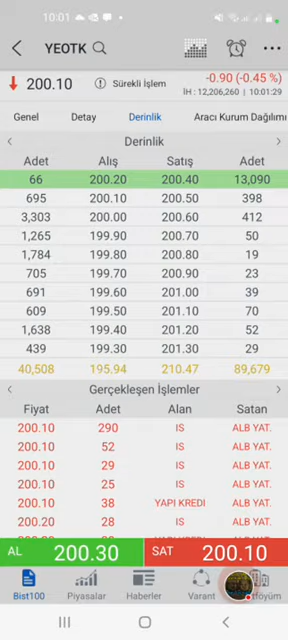 10:01
YEOTK
200.10 Sürekli İşlem -0.90 (-0.45 %)
İH : 12,206,260 | 10:01:29
Genel Detay Derinlik Aracı Kurum Dağılımı
Derinlik
Adet Alış Satış Adet
66 200.20 200.40 13,090
695 200.10 200.50 398
3,303 200.00 200.60 412
1,265 199.90 200.70 50
1,784 199.80 200.80 19
705 199.70 200.90 23
691 199.60 201.00 39
609 199.50 201.10 70
1,638 199.40 201.20 52
439 199.30 201.30 29
40,508 195.94 210.47 89,679
Gerçekleşen İşlemler
Fiyat Adet Alan Satan
200.10 290 IS ALB YAT.
200.10 52 IS ALB YAT.
200.10 29 IS ALB YAT.
200.10 25 IS ALB YAT.
200.10 38 YAPI KREDI ALB YAT.
200.20 28 IS ALB YAT.
AL 200.30 SAT 200.10
Bist100 Piyasalar Haberler Varant